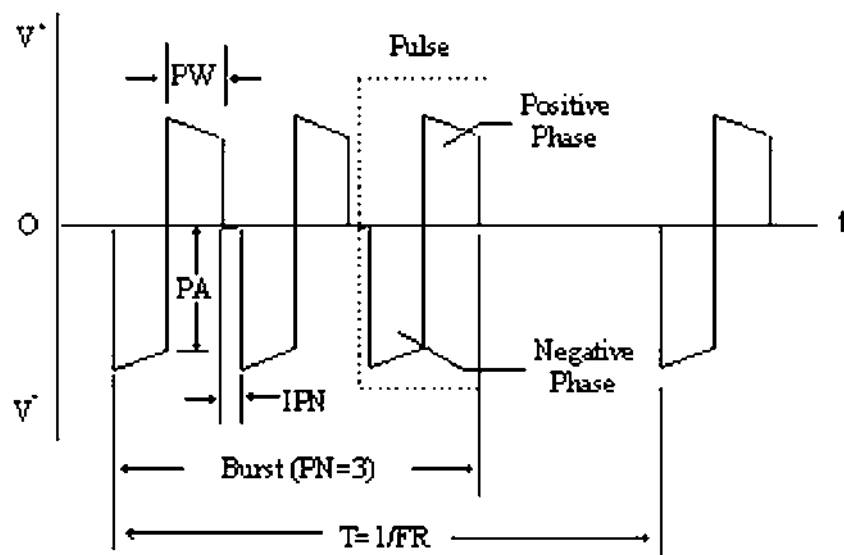 V+
Pulse
PW
Positive
Phase
O
t
PA
Negative
Phase
IPN
V-
Burst (PN=3)
T=1/FR